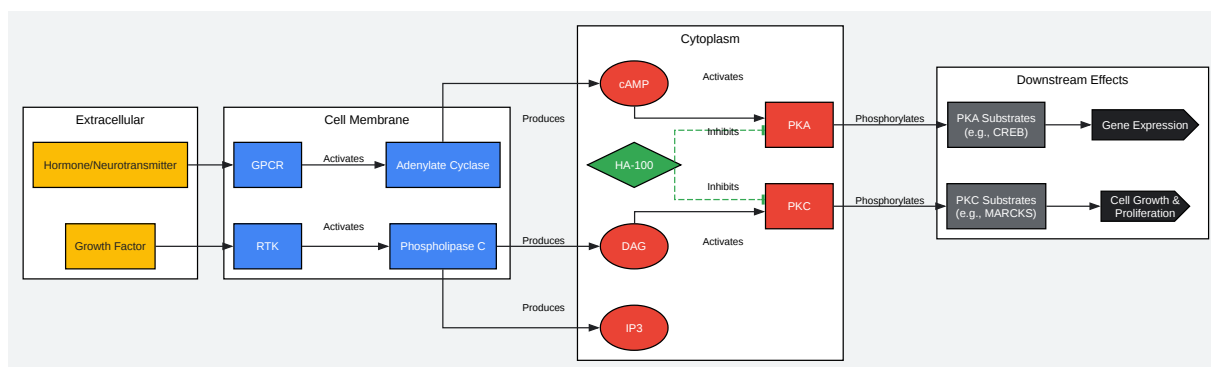 Extracellular
Hormone/Neurotransmitter
Growth Factor
Cell Membrane
GPCR
Activates
Adenylate Cyclase
RTK
Activates
Phospholipase C
Produces
Produces
Produces
Cytoplasm
cAMP
Activates
Inhibits
PKA
HA-100
Inhibits
PKC
DAG
Activates
IP3
Phosphorylates
Phosphorylates
Downstream Effects
PKA Substrates
(e.g., CREB)
Gene Expression
PKC Substrates
(e.g., MARCKS)
Cell Growth &
Proliferation